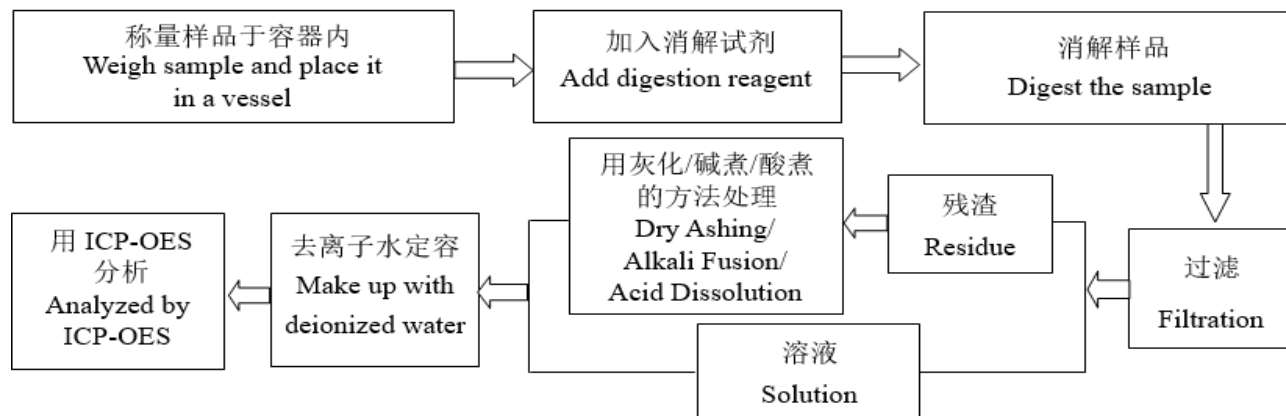 称量样品于容器内
Weigh sample and place it
in a vessel
加入消解试剂
Add digestion reagent
消解样品
Digest the sample
过滤
Filtration
残渣
Residue
溶液
Solution
用灰化/碱煮/酸煮
的方法处理
Dry Ashing/
Alkali Fusion/
Acid Dissolution
去离子水定容
Make up with
deionized water
用 ICP-OES
分析
Analyzed by
ICP-OES